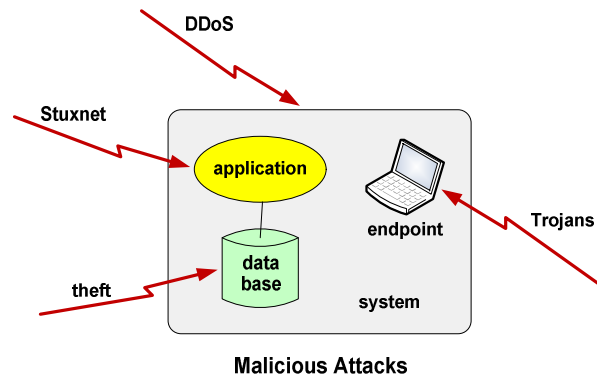 DDoS
Stuxnet
application
endpoint
Trojans
data
base
theft
system
Malicious Attacks